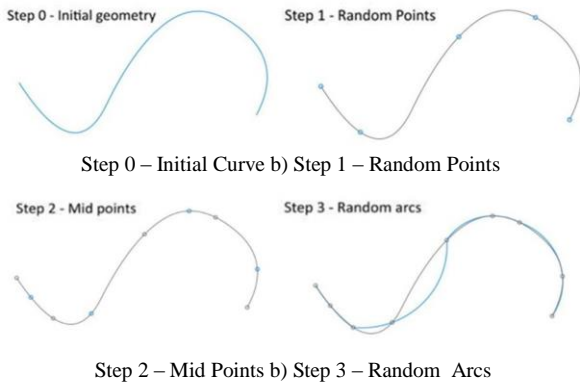 Step 0 - Initial geometry
Step 1 - Random Points
Step 0 – Initial Curve b) Step 1 – Random Points
Step 2 - Mid points
Step 3 - Random arcs
Step 2 – Mid Points b) Step 3 – Random Arcs